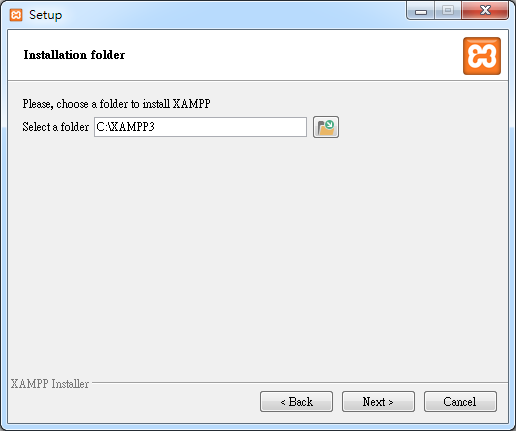 Setup
Installation folder
Please, choose a folder to install XAMPP
Select a folder C:\XAMPP3
XAMPP Installer
< Back Next > Cancel